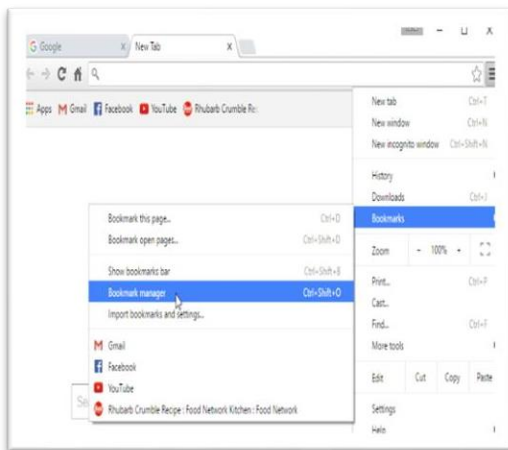 Google x New Tab x
Apps Gmail Facebook YouTube Rhubarb Crumble Re
New tab Ctrl+T
New window Ctrl+N
New incognito window Ctrl+Shift+N
History
Downloads Ctrl+J
Bookmarks
Zoom - 100% +
Print... Ctrl+P
Cast...
Find... Ctrl+F
More tools
Edit Cut Copy Paste
Settings
Help
Bookmark this page... Ctrl+D
Bookmark open pages... Ctrl+Shift+D
Show bookmarks bar Ctrl+Shift+B
Bookmark manager Ctrl+Shift+O
Import bookmarks and settings...
Gmail
Facebook
YouTube
Rhubarb Crumble Recipe : Food Network Kitchen : Food Network
Se